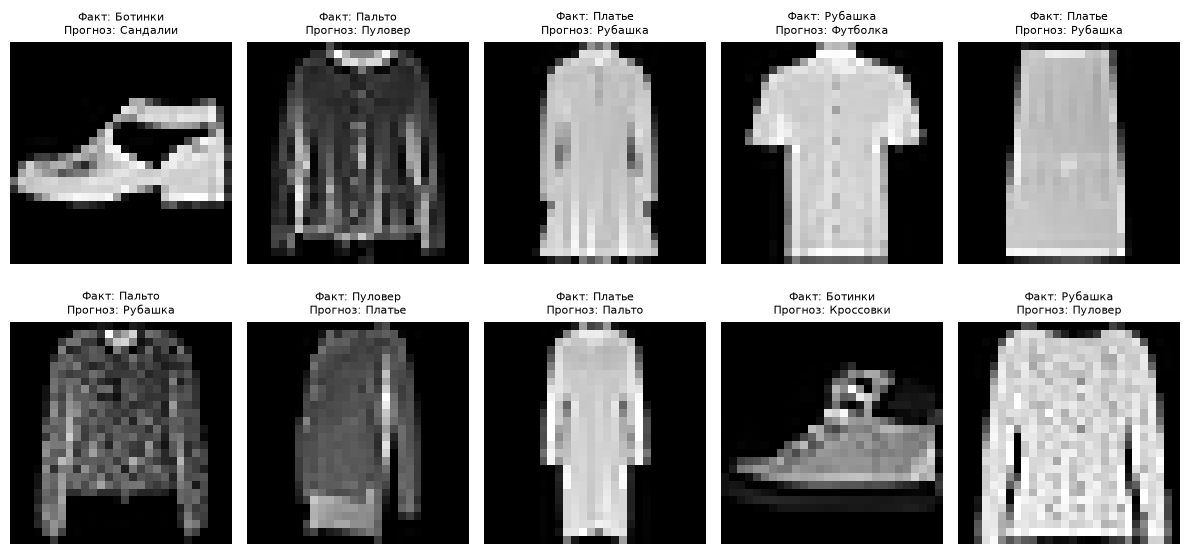 Факт: Ботинки
Прогноз: Сандалии
Факт: Пальто
Прогноз: Пуловер
Факт: Платье
Прогноз: Рубашка
Факт: Рубашка
Прогноз: Футболка
Факт: Платье
Прогноз: Рубашка
Факт: Пальто
Прогноз: Рубашка
Факт: Пуловер
Прогноз: Платье
Факт: Платье
Прогноз: Пальто
Факт: Ботинки
Прогноз: Кроссовки
Факт: Рубашка
Прогноз: Пуловер